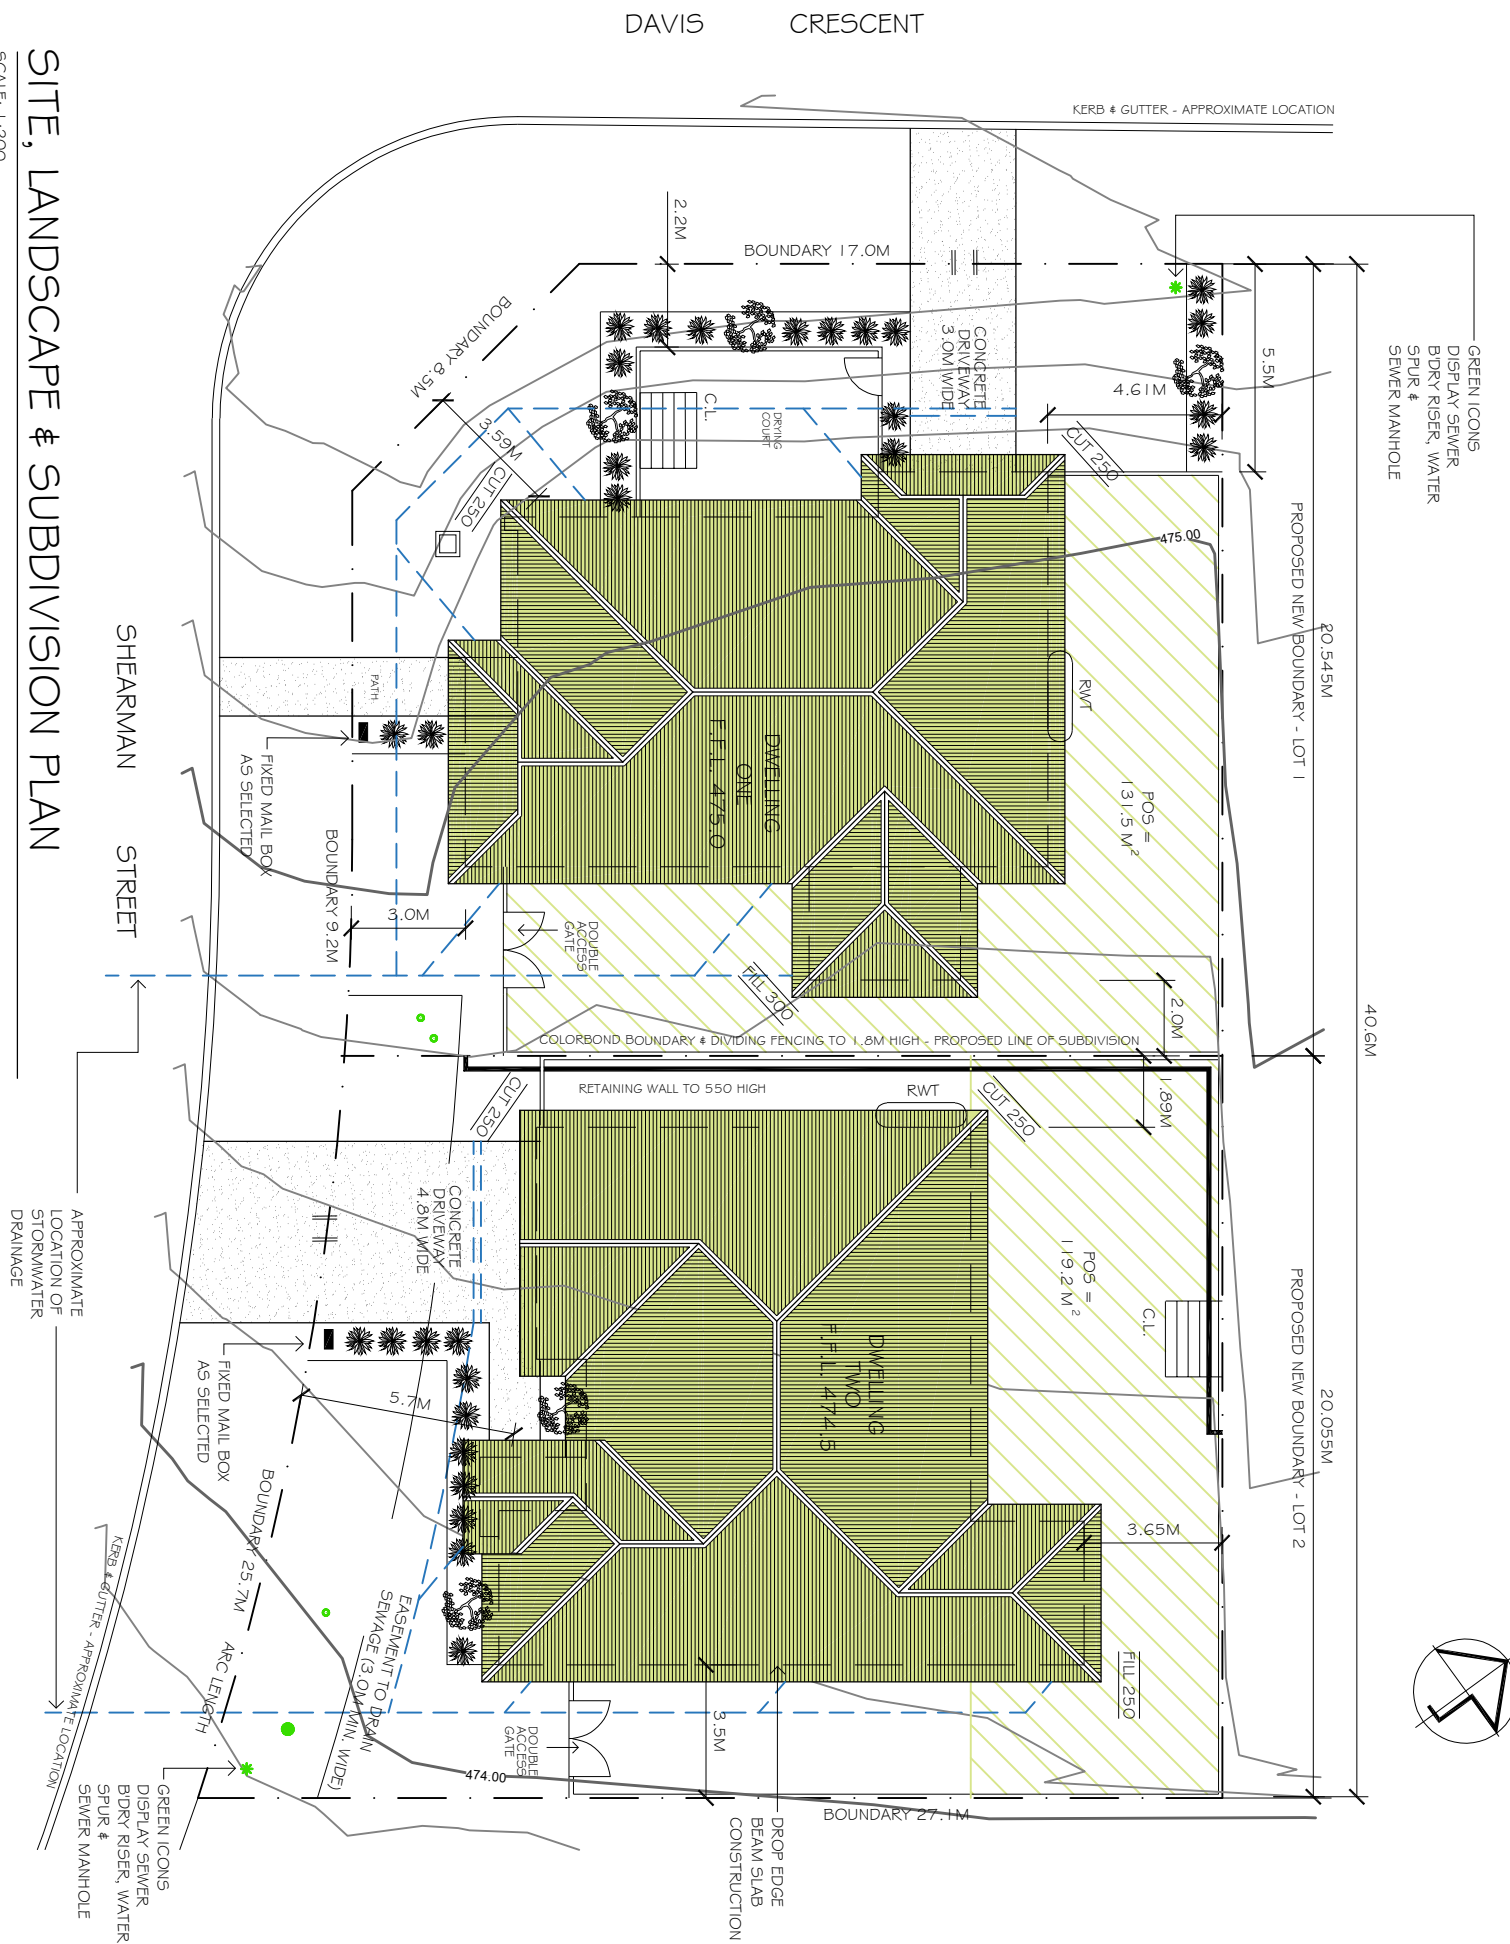 DAVIS CRESCENT
SITE, LANDSCAPE & SUBDIVISION PLAN
SCALE: 1:200
KERB & GUTTER - APPROXIMATE LOCATION
GREEN ICONS
DISPLAY SEWER
B'DRY RISER, WATER
SPUR &
SEWER MANHOLE
2.2M
BOUNDARY 17.0M
BOUNDARY 8.5M
3.59M
CUT 250
C.L.
DRYING
COURT
CONCRETE
DRIVEWAY
3.0M WIDE
4.61M
5.5M
CUT 250
475.00
PROPOSED NEW BOUNDARY - LOT 1
20.545M
40.6M
RWT
POS =
131.5 M²
DWELLING
ONE
F.F.L. 475.0
PATH
SHEARMAN STREET
FIXED MAIL BOX
AS SELECTED
BOUNDARY 9.2M
3.0M
DOUBLE
ACCESS
GATE
FILL 300
2.0M
COLORBOND BOUNDARY & DIVIDING FENCING TO 1.8M HIGH - PROPOSED LINE OF SUBDIVISION
RETAINING WALL TO 550 HIGH
RWT
CUT 250
CUT 250
1.89M
CONCRETE
DRIVEWAY
4.8M WIDE
POS =
119.2 M²
C.L.
PROPOSED NEW BOUNDARY - LOT 2
20.055M
DWELLING
TWO
F.F.L. 474.5
APPROXIMATE
LOCATION OF
STORMWATER
DRAINAGE
FIXED MAIL BOX
AS SELECTED
5.7M
3.65M
BOUNDARY 25.7M
ARC LENGTH
KERB & GUTTER - APPROXIMATE LOCATION
EASEMENT TO DRAIN
SEWAGE (3.0M MIN. WIDE)
FILL 250
3.5M
DOUBLE
ACCESS
GATE
474.00
BOUNDARY 27.1M
DROP EDGE
BEAM SLAB
CONSTRUCTION
GREEN ICONS
DISPLAY SEWER
B'DRY RISER, WATER
SPUR &
SEWER MANHOLE